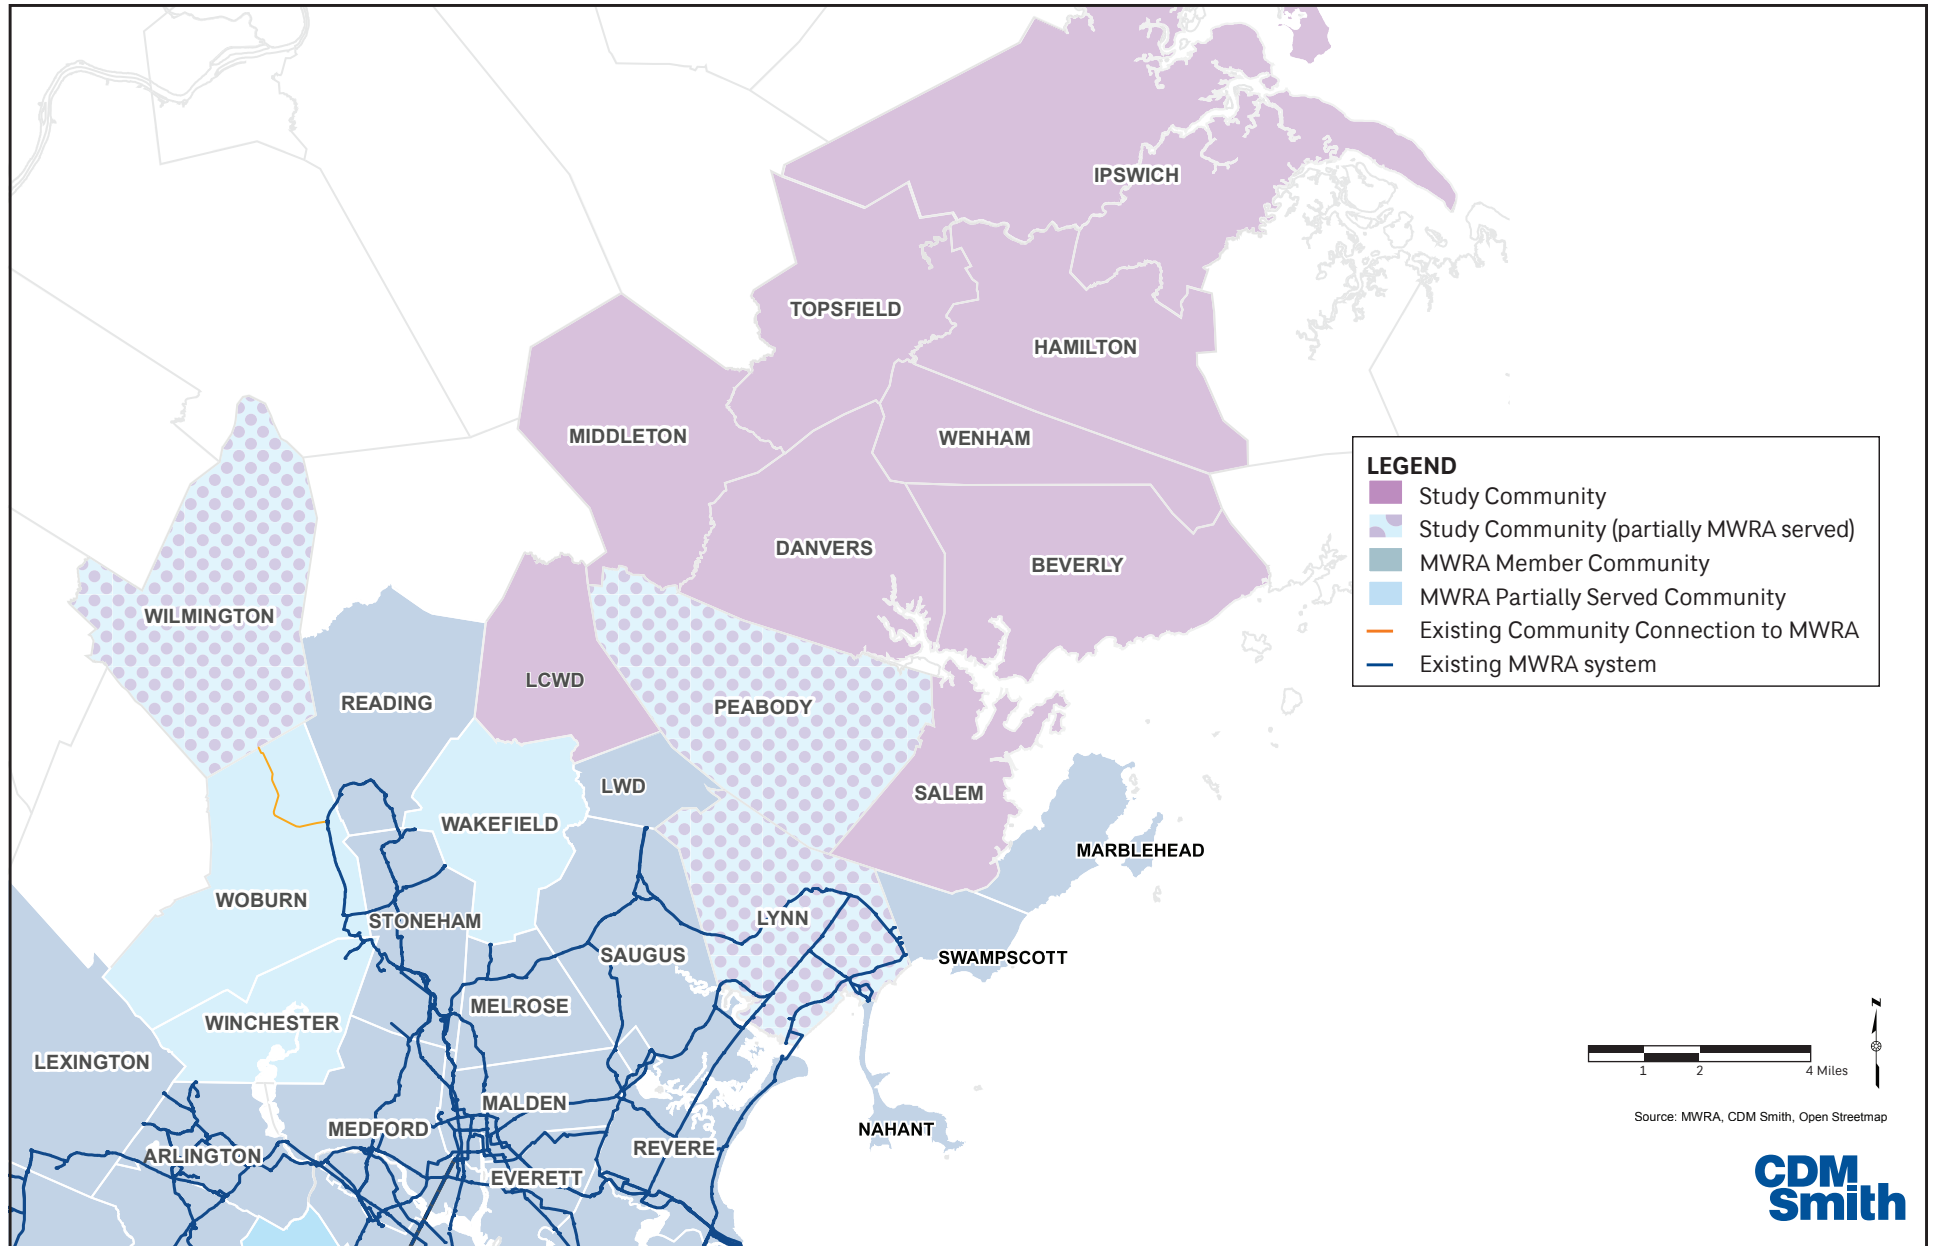 IPSWICH
TOPSFIELD
HAMILTON
MIDDLETON
WENHAM
LEGEND
Study Community
Study Community (partially MWRA served)
MWRA Member Community
MWRA Partially Served Community
Existing Community Connection to MWRA
Existing MWRA system
DANVERS
BEVERLY
WILMINGTON
LCWD
READING
PEABODY
LWD
SALEM
WAKEFIELD
MARBLEHEAD
WOBURN
STONEHAM
LYNN
SAUGUS
SWAMPSCOTT
MELROSE
WINCHESTER
LEXINGTON
N
1 2 4 Miles
MALDEN
MEDFORD
NAHANT
REVERE
ARLINGTON
EVERETT
Source: MWRA, CDM Smith, Open Streetmap
CDM
Smith